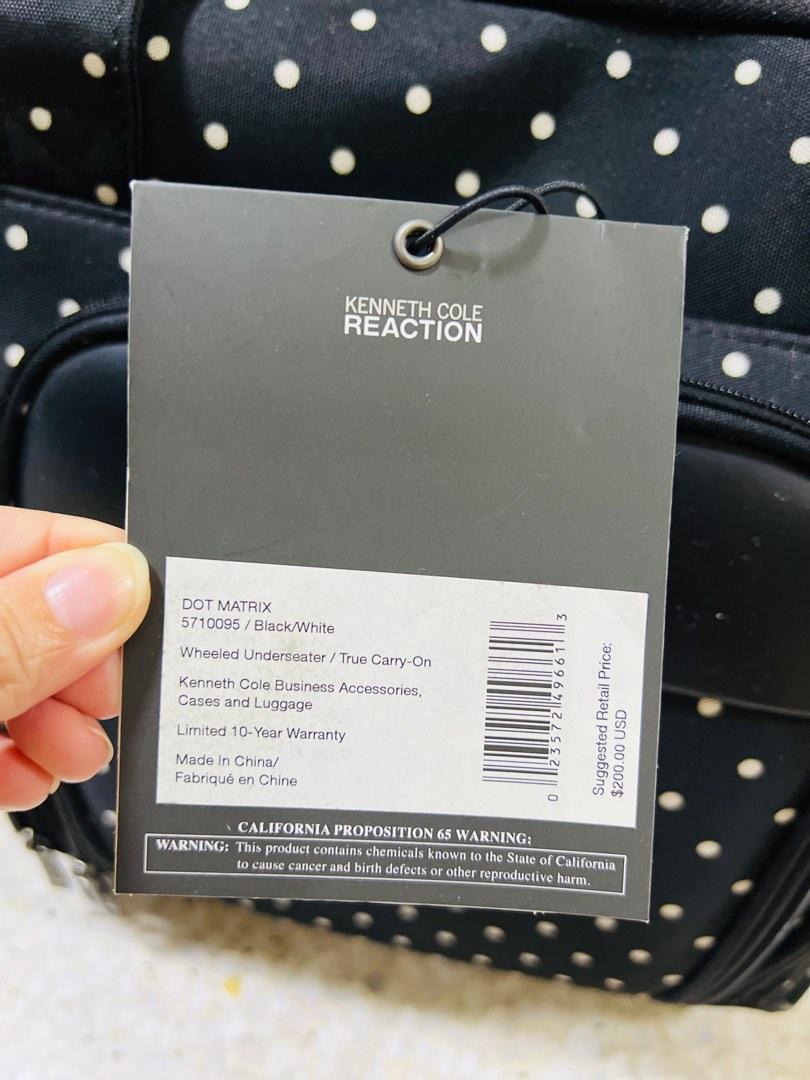 KENNETH COLE
REACTION
DOT MATRIX
5710095 / Black/White
Wheeled Underseater / True Carry-On
Kenneth Cole Business Accessories,
Cases and Luggage
Limited 10-Year Warranty
Made In China/
Fabriqué en Chine
0 23572 49661 3
Suggested Retail Price:
$200.00 USD
CALIFORNIA PROPOSITION 65 WARNING:
WARNING: This product contains chemicals known to the State of California
to cause cancer and birth defects or other reproductive harm.